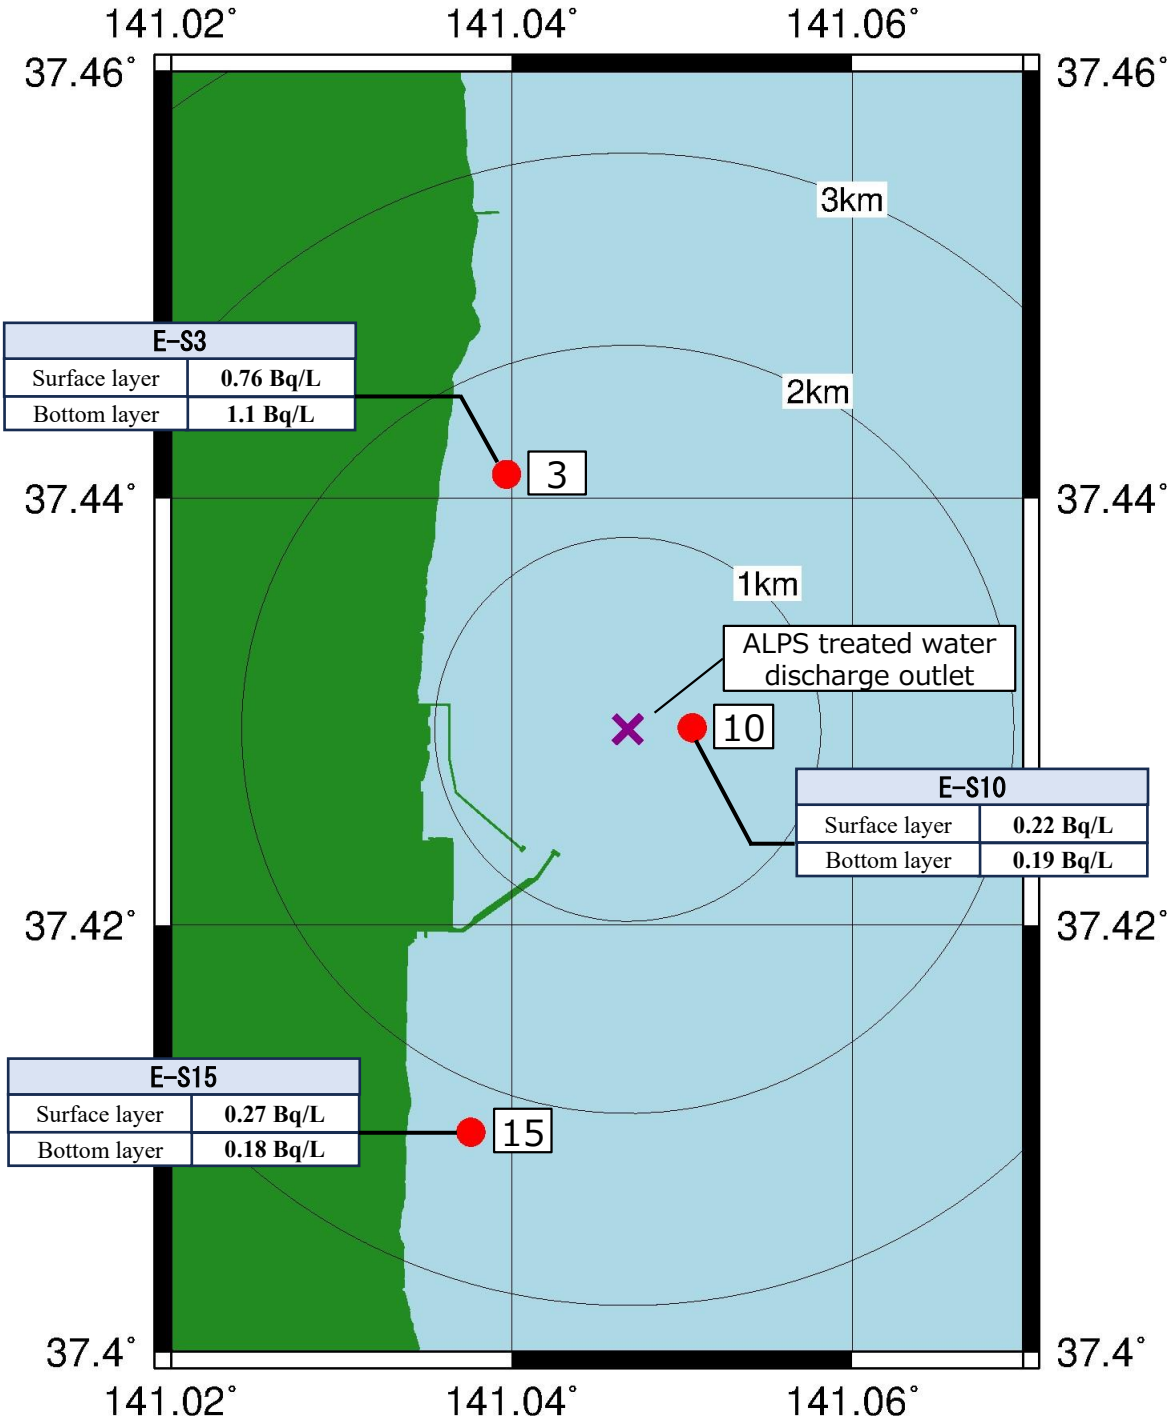 141.02° 141.04° 141.06°
37.46° 37.46°
3km
E-S3
Surface layer 0.76 Bq/L
Bottom layer 1.1 Bq/L
2km
3
37.44° 37.44°
1km
ALPS treated water
discharge outlet
10
E-S10
Surface layer 0.22 Bq/L
Bottom layer 0.19 Bq/L
37.42° 37.42°
E-S15
Surface layer 0.27 Bq/L
Bottom layer 0.18 Bq/L
15
37.4° 37.4°
141.02° 141.04° 141.06°